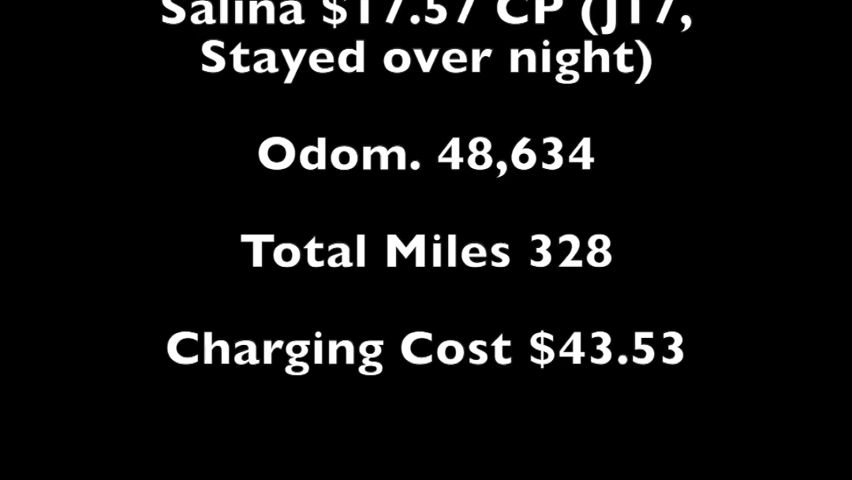 Salina $17.57 CP (J17,
Stayed over night)
Odom. 48,634
Total Miles 328
Charging Cost $43.53